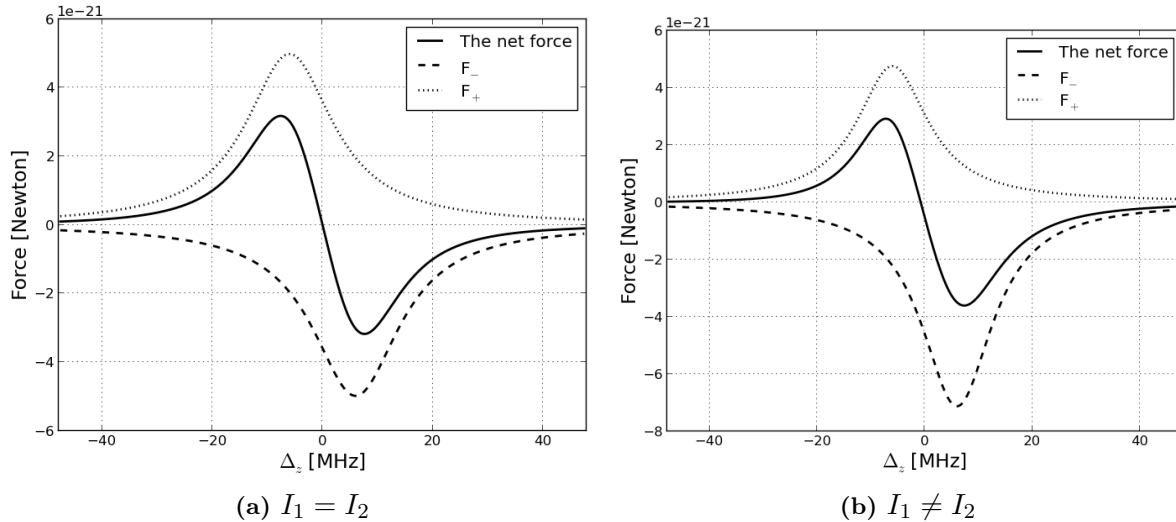 1e−21
6
4
2
0
−2
−4
−6
Force [Newton]
−40
−20
0
20
40
Δz [MHz]
The net force
F−
F+
(a) I1 = I2
1e−21
6
4
2
0
−2
−4
−6
−8
Force [Newton]
−40
−20
0
20
40
Δz [MHz]
The net force
F−
F+
(b) I1 ≠ I2